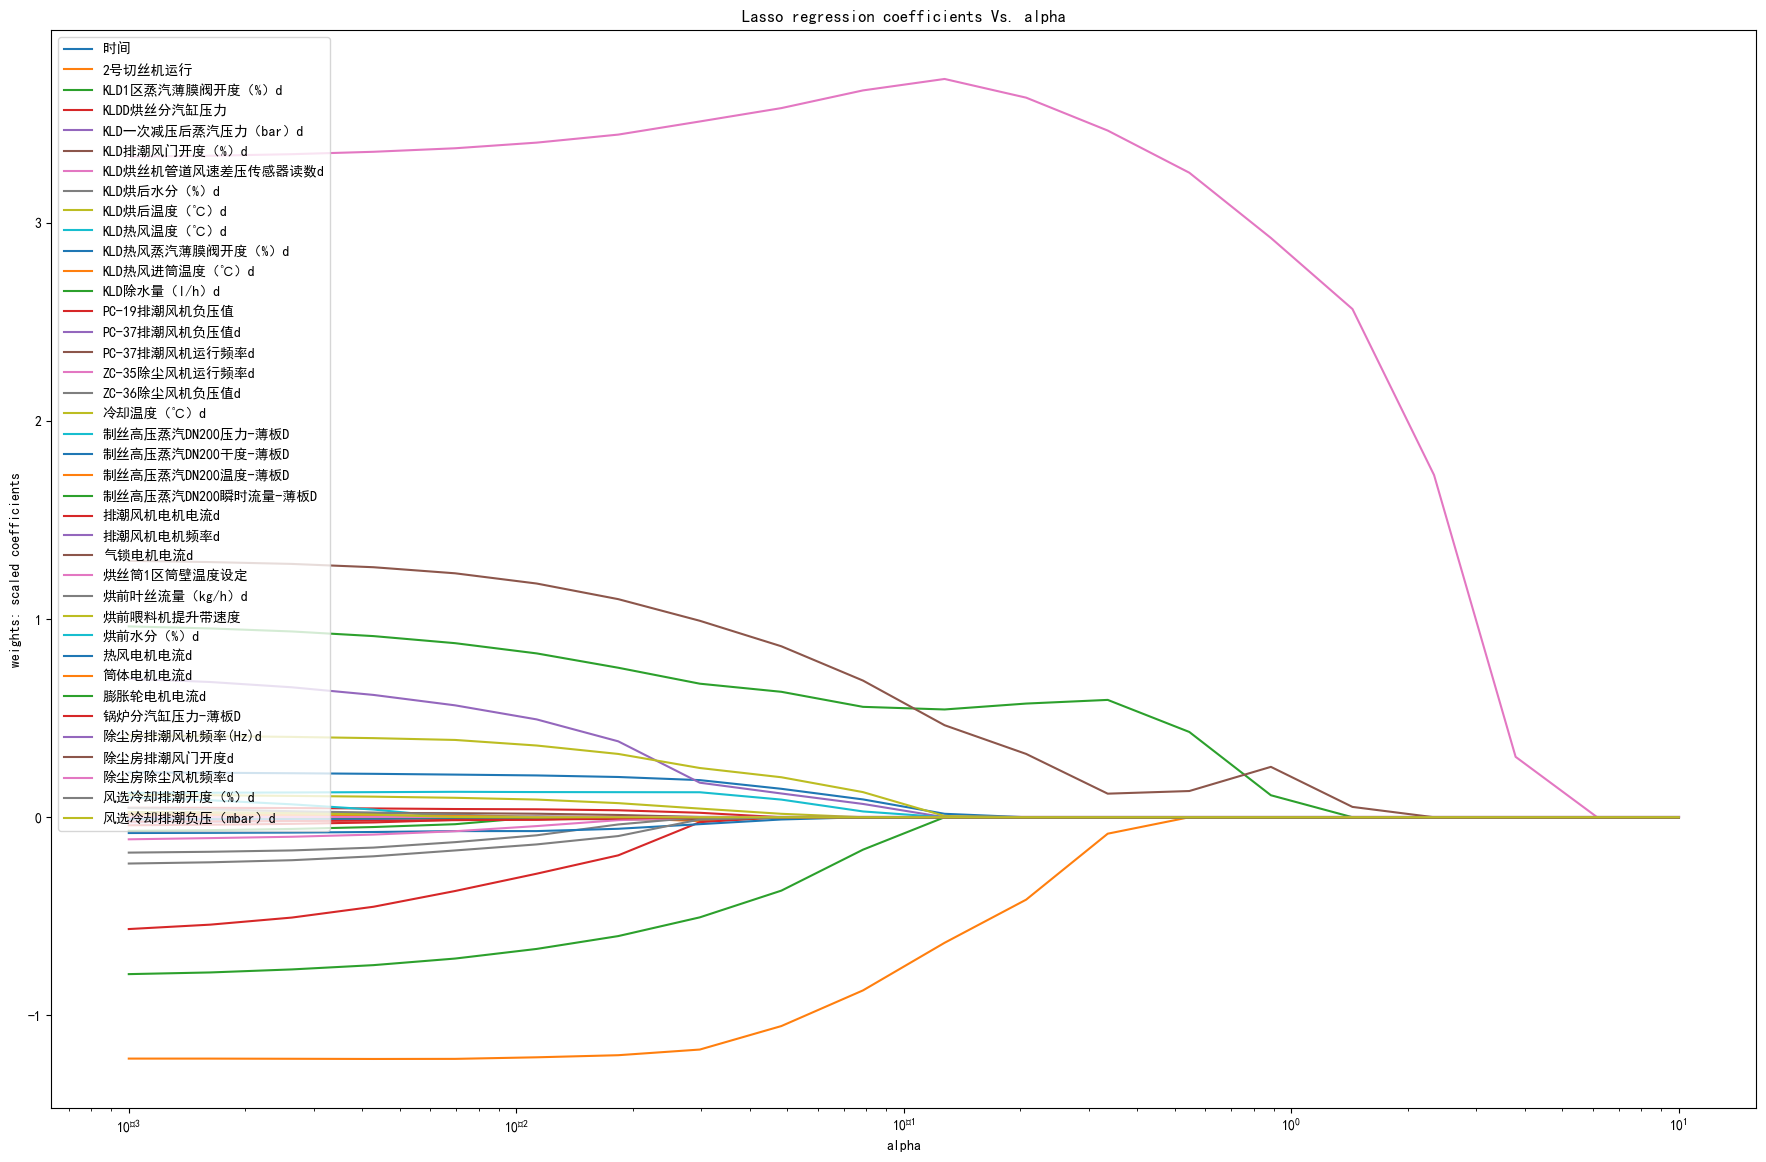 Lasso regression coefficients Vs. alpha
时间
2号切丝机运行
KLD1区蒸汽薄膜阀开度（%）d
KLDD烘丝分汽缸压力
KLD一次减压后蒸汽压力（bar）d
KLD排潮风门开度（%）d
KLD烘丝机管道风速差压传感器读数d
KLD烘后水分（%）d
KLD烘后温度（℃）d
KLD热风温度（℃）d
KLD热风蒸汽薄膜阀开度（%）d
KLD热风进筒温度（℃）d
KLD除水量（l/h）d
PC-19排潮风机负压值
PC-37排潮风机负压值d
PC-37排潮风机运行频率d
ZC-35除尘风机运行频率d
ZC-36除尘风机负压值d
冷却温度（℃）d
制丝高压蒸汽DN200压力-薄板D
制丝高压蒸汽DN200干度-薄板D
制丝高压蒸汽DN200温度-薄板D
制丝高压蒸汽DN200瞬时流量-薄板D
排潮风机电机电流d
排潮风机电机频率d
气锁电机电流d
烘丝筒1区筒壁温度设定
烘前叶丝流量（kg/h）d
烘前喂料机提升带速度
烘前水分（%）d
热风电机电流d
筒体电机电流d
膨胀轮电机电流d
锅炉分汽缸压力-薄板D
除尘房排潮风机频率(Hz)d
除尘房排潮风门开度d
除尘房除尘风机频率d
风选冷却排潮开度（%）d
风选冷却排潮负压（mbar）d
3
2
1
0
-1
weights: scaled coefficients
10⁻³ 10⁻² 10⁻¹ 10⁰ 10¹
alpha